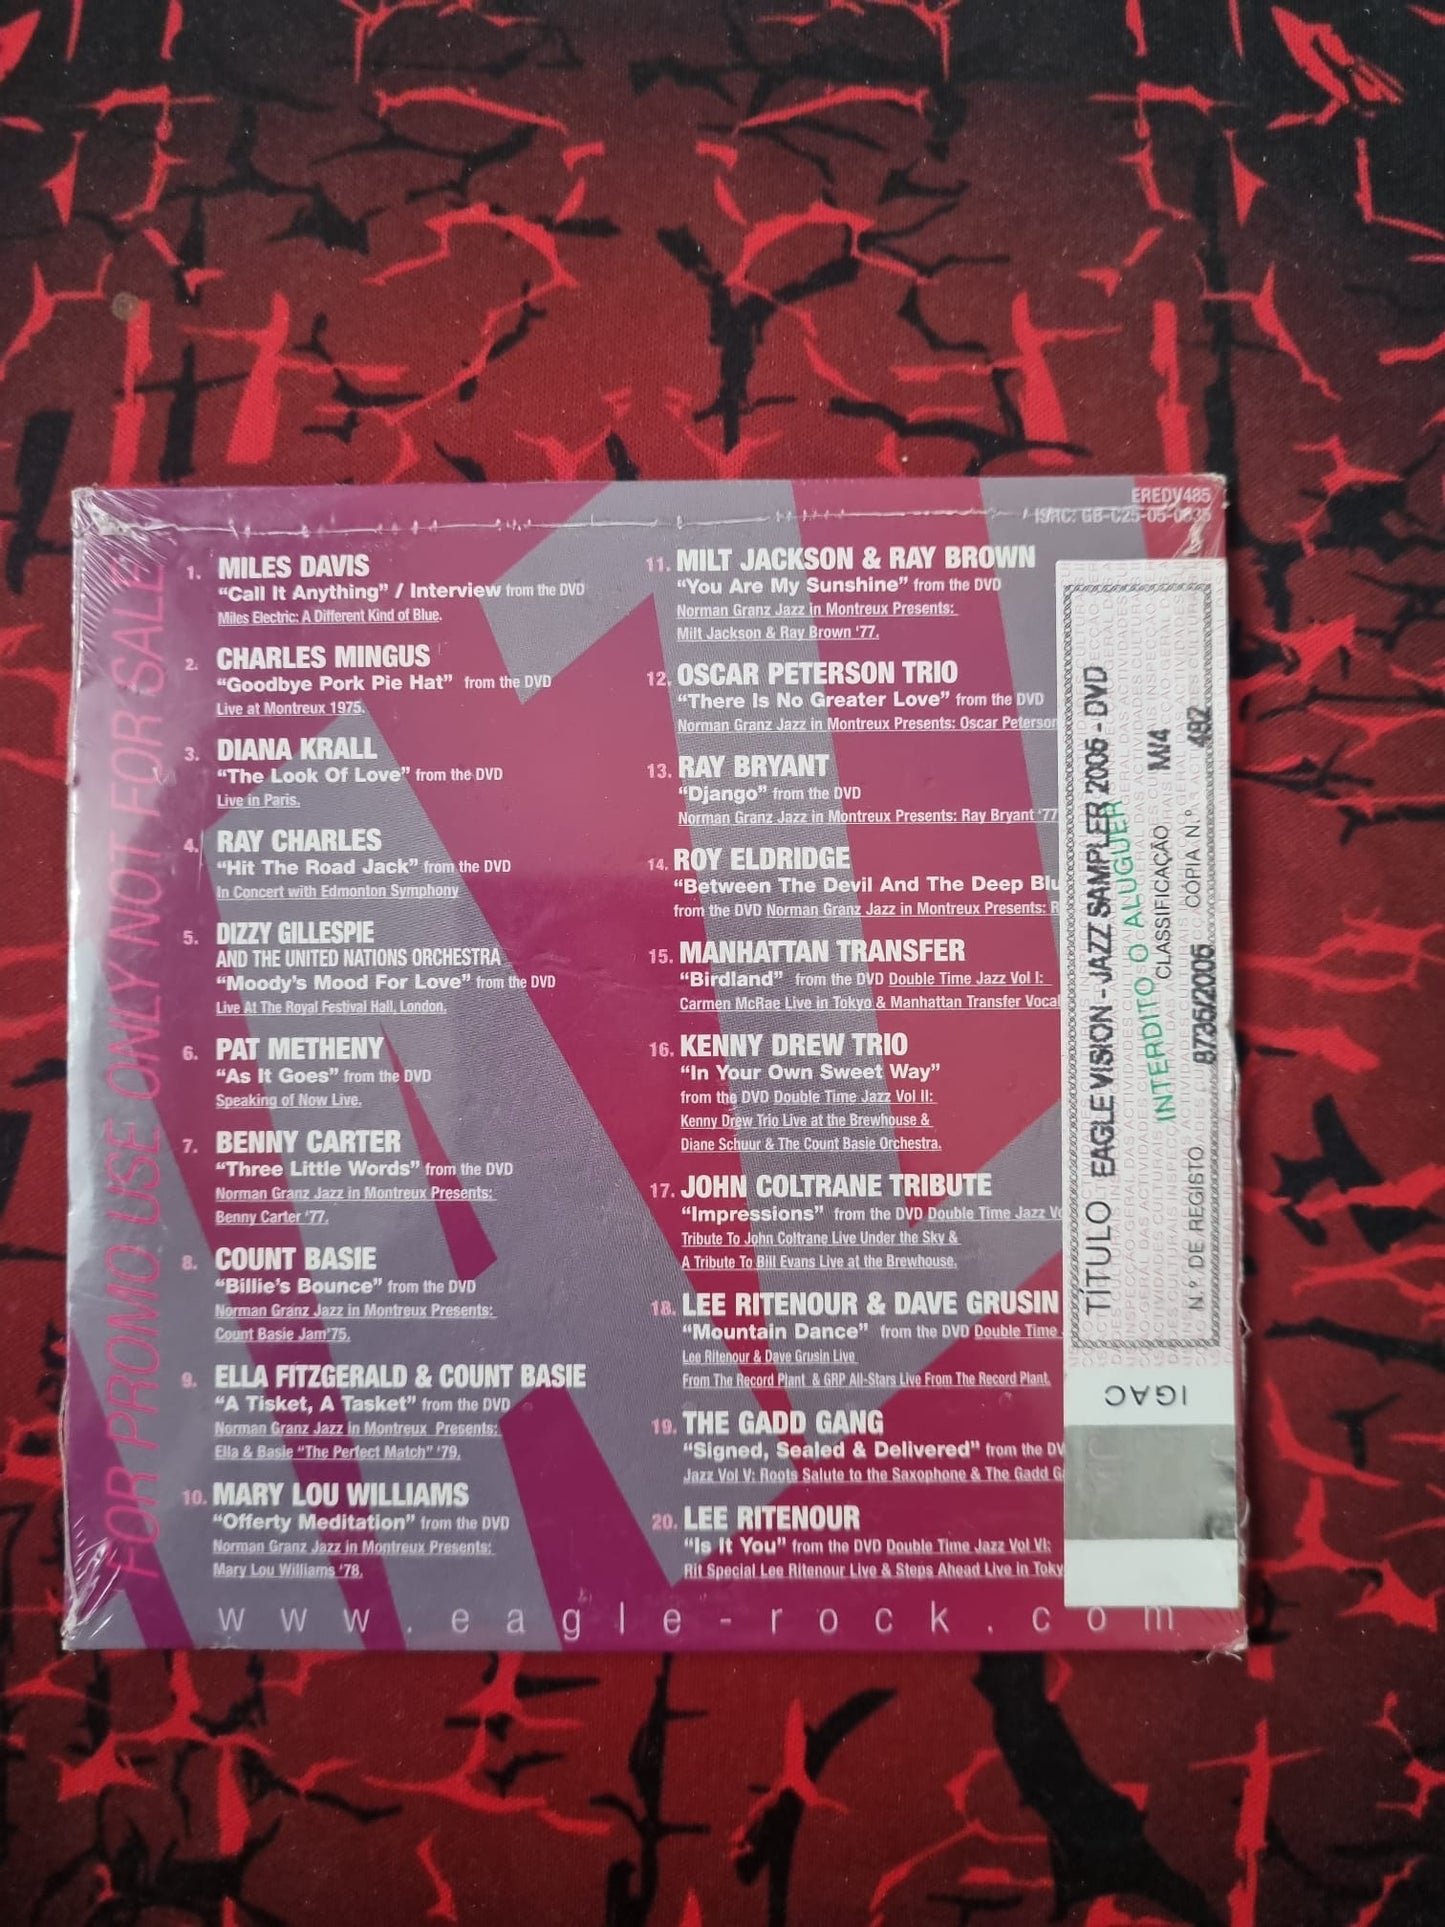 EREDV485
ISRC: GB-C25-05-0
FOR PROMO USE ONLY NOT FOR SALE
1. MILES DAVIS
“Call It Anything” / Interview from the DVD
Miles Electric: A Different Kind of Blue.
2. CHARLES MINGUS
“Goodbye Pork Pie Hat” from the DVD
Live at Montreux 1975.
3. DIANA KRALL
“The Look Of Love” from the DVD
Live in Paris.
4. RAY CHARLES
“Hit The Road Jack” from the DVD
In Concert with Edmonton Symphony
5. DIZZY GILLESPIE
AND THE UNITED NATIONS ORCHESTRA
“Moody’s Mood For Love” from the DVD
Live At The Royal Festival Hall, London.
6. PAT METHENY
“As It Goes” from the DVD
Speaking of Now Live.
7. BENNY CARTER
“Three Little Words” from the DVD
Norman Granz Jazz in Montreux Presents:
Benny Carter ‘77.
8. COUNT BASIE
“Billie’s Bounce” from the DVD
Norman Granz Jazz in Montreux Presents:
Count Basie Jam’75.
9. ELLA FITZGERALD & COUNT BASIE
“A Tisket, A Tasket” from the DVD
Norman Granz Jazz in Montreux Presents:
Ella & Basie “The Perfect Match” ‘79.
10. MARY LOU WILLIAMS
“Offerty Meditation” from the DVD
Norman Granz Jazz in Montreux Presents:
Mary Lou Williams ‘78.
11. MILT JACKSON & RAY BROWN
“You Are My Sunshine” from the DVD
Norman Granz Jazz in Montreux Presents:
Milt Jackson & Ray Brown ‘77.
12. OSCAR PETERSON TRIO
“There Is No Greater Love” from the DVD
Norman Granz Jazz in Montreux Presents: Oscar Peterson
13. RAY BRYANT
“Django” from the DVD
Norman Granz Jazz in Montreux Presents: Ray Bryant ‘77
14. ROY ELDRIDGE
“Between The Devil And The Deep Blu
from the DVD Norman Granz Jazz in Montreux Presents: R
15. MANHATTAN TRANSFER
“Birdland” from the DVD Double Time Jazz Vol I:
Carmen McRae Live in Tokyo & Manhattan Transfer Vocal
16. KENNY DREW TRIO
“In Your Own Sweet Way”
from the DVD Double Time Jazz Vol II:
Kenny Drew Trio Live at the Brewhouse &
Diane Schuur & The Count Basie Orchestra.
17. JOHN COLTRANE TRIBUTE
“Impressions” from the DVD Double Time Jazz Vo
Tribute To John Coltrane Live Under the Sky &
A Tribute To Bill Evans Live at the Brewhouse.
18. LEE RITENOUR & DAVE GRUSIN
“Mountain Dance” from the DVD Double Time
Lee Ritenour & Dave Grusin Live
From The Record Plant & GRP All-Stars Live From The Record Plant.
19. THE GADD GANG
“Signed, Sealed & Delivered” from the DV
Jazz Vol V: Roots Salute to the Saxophone & The Gadd G
20. LEE RITENOUR
“Is It You” from the DVD Double Time Jazz Vol VI:
Rit Special Lee Ritenour Live & Steps Ahead Live in Toky
www.eagle-rock.com
TÍTULO EAGLE VISION - JAZZ SAMPLER 2005 - DVD
INTERDITO O ALUGUER
CLASSIFICAÇÃO M/4
N.º DE REGISTO 8735/2005 CÓPIA N.º 492
IGAC